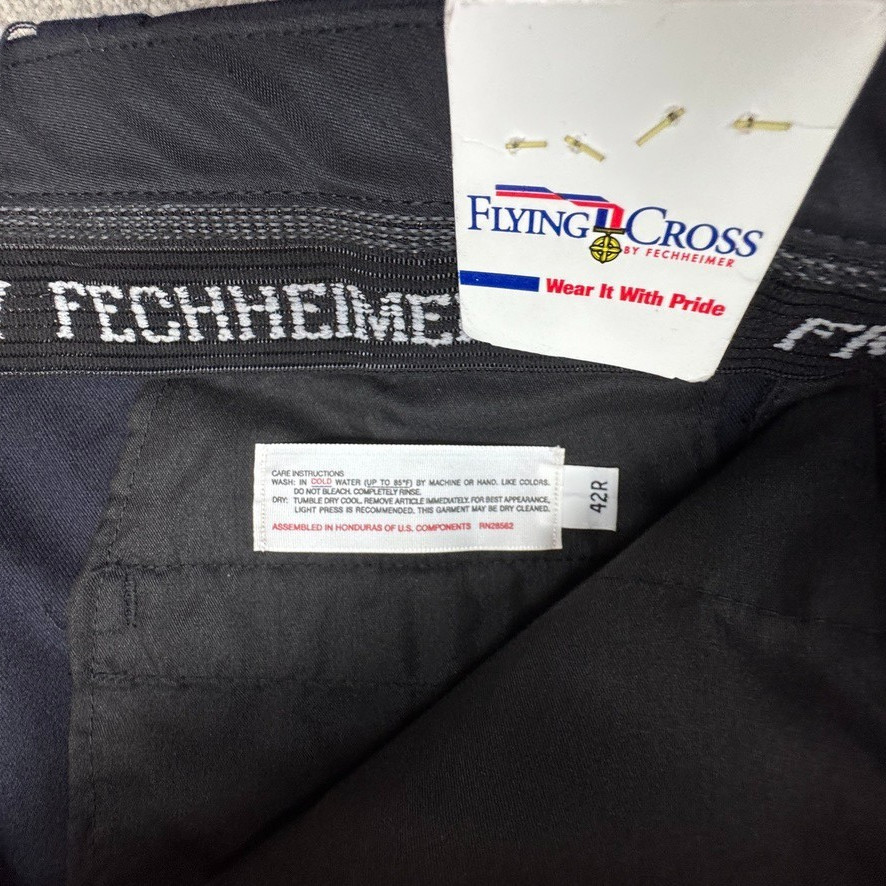 FLYING CROSS
BY FECHHEIMER
Wear It With Pride
FECHHEIMER
CARE INSTRUCTIONS
WASH: IN COLD WATER (UP TO 85°F) BY MACHINE OR HAND. LIKE COLORS.
DO NOT BLEACH. COMPLETELY RINSE.
DRY: TUMBLE DRY COOL. REMOVE ARTICLE IMMEDIATELY. FOR BEST APPEARANCE,
LIGHT PRESS IS RECOMMENDED. THIS GARMENT MAY BE DRY CLEANED.
ASSEMBLED IN HONDURAS OF U.S. COMPONENTS RN28562
42R